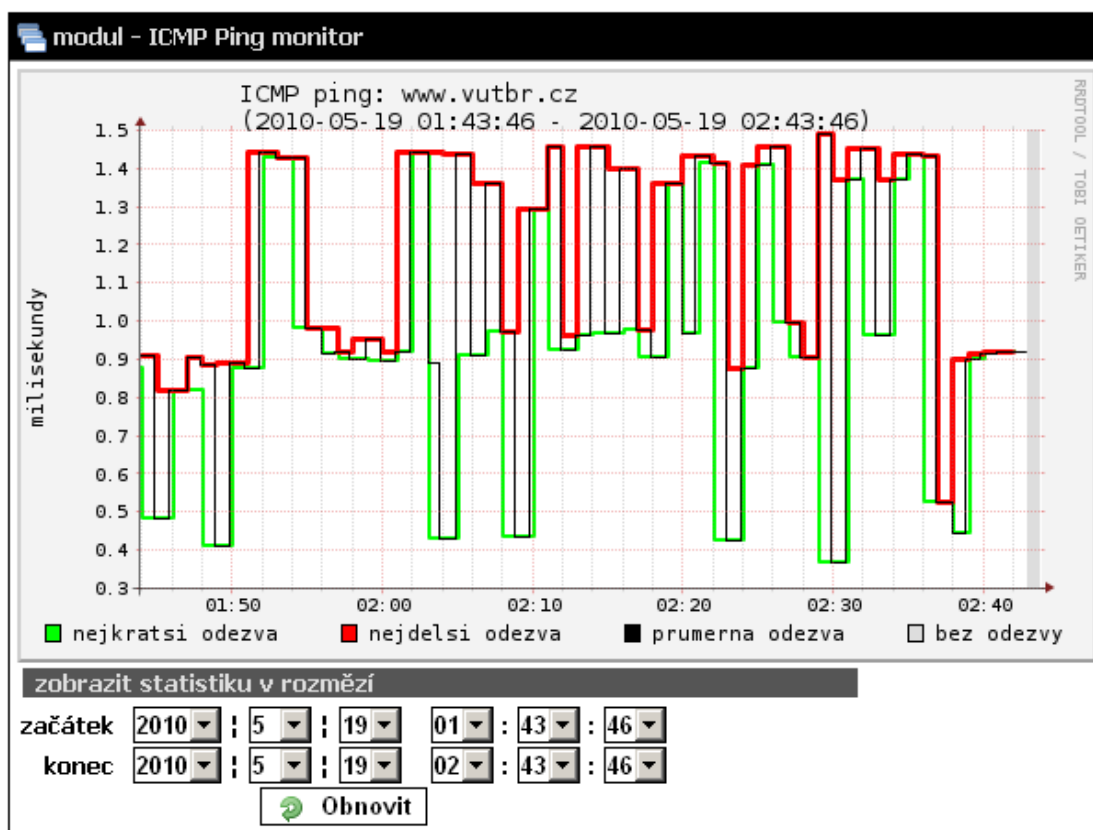 modul - ICMP Ping monitor
ICMP ping: www.vutbr.cz
(2010-05-19 01:43:46 - 2010-05-19 02:43:46)
RRDTOOL / TOBI OETIKER
milisekundy
1.5
1.4
1.3
1.2
1.1
1.0
0.9
0.8
0.7
0.6
0.5
0.4
0.3
01:50 02:00 02:10 02:20 02:30 02:40
nejkratsi odezva nejdelsi odezva prumerna odezva bez odezvy
zobrazit statistiku v rozmězí
začátek 2010 ¦ 5 ¦ 19 01 : 43 : 46
konec 2010 ¦ 5 ¦ 19 02 : 43 : 46
Obnovit